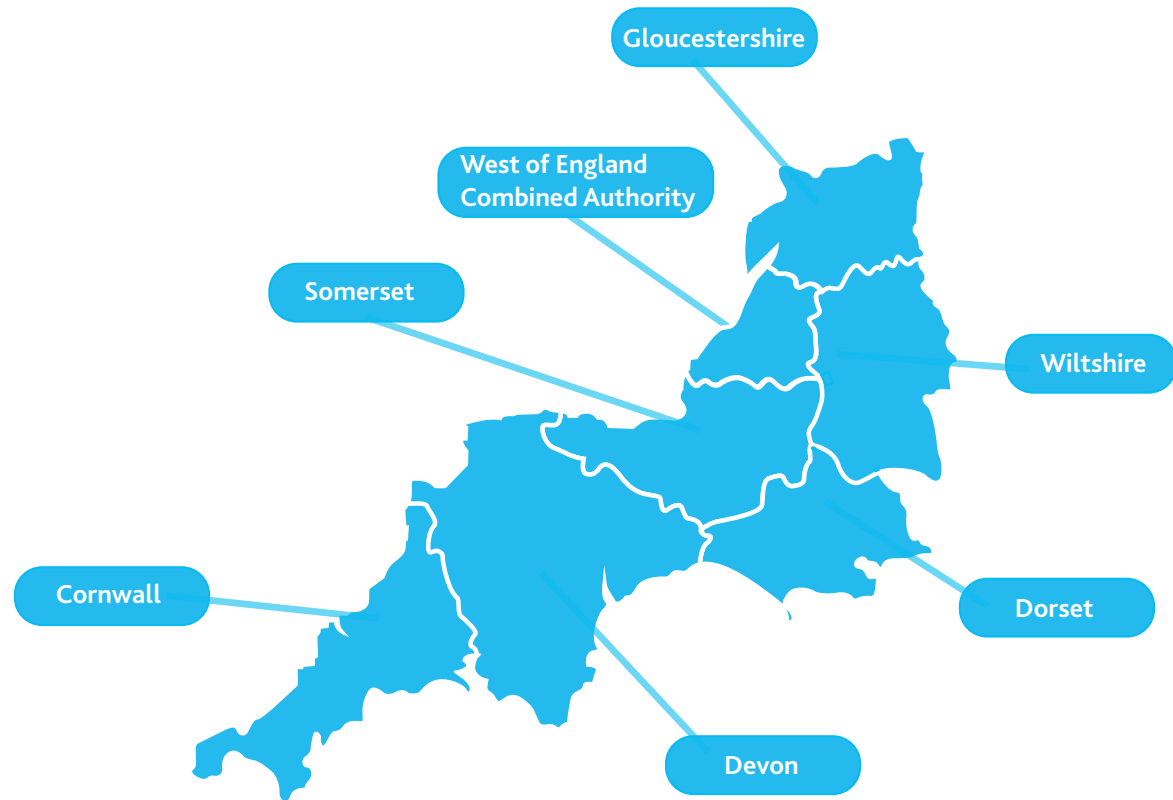 Gloucestershire
West of England
Combined Authority
Somerset
Wiltshire
Cornwall
Dorset
Devon